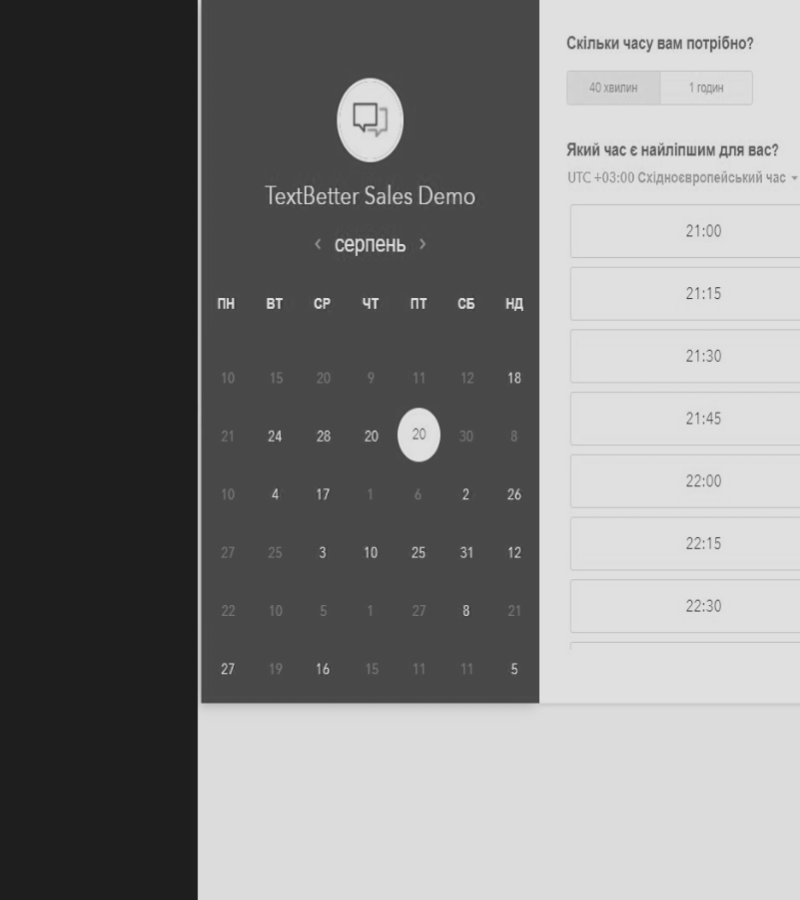 TextBetter Sales Demo
‹ серпень ›
ПН ВТ СР ЧТ ПТ СБ НД
10 15 20 9 11 12 18
21 24 28 20 20 30 8
10 4 17 1 6 2 26
27 25 3 10 25 31 12
22 10 5 1 27 8 21
27 19 16 15 11 11 5
Скільки часу вам потрібно?
40 хвилин 1 годин
Який час є найліпшим для вас?
UTC +03:00 Східноєвропейський час
21:00
21:15
21:30
21:45
22:00
22:15
22:30